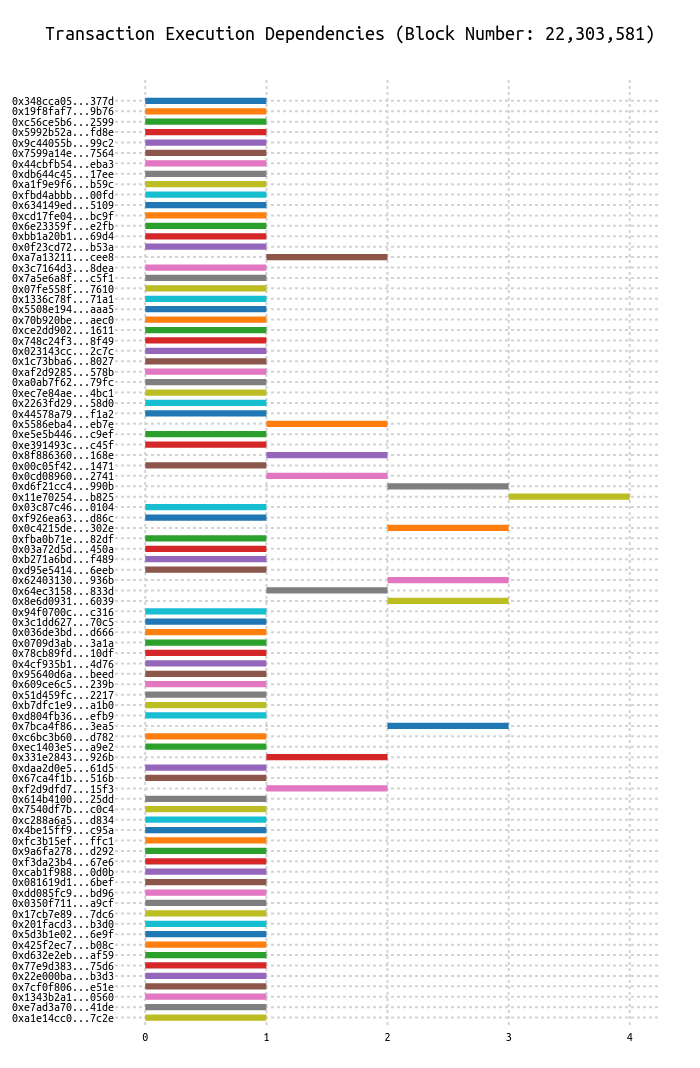 Transaction Execution Dependencies (Block Number: 22,303,581)
0x348cca05...377d
0x19f8faf7...9b76
0xc56ce5b6...2599
0x5992b52a...fd8e
0x9c44055b...99c2
0x7599a14e...7564
0x44cbfb54...eba3
0xdb644c45...17ee
0xa1f9e9f6...b59c
0xfbd4abbb...00fd
0x634149ed...5109
0xcd17fe04...bc9f
0x6e23359f...e2fb
0xbb1a20b1...69d4
0x0f23cd72...b53a
0xa7a13211...cee8
0x3c7164d3...8dea
0x7a5e6a8f...c5f1
0x07fe558f...7610
0x1336c78f...71a1
0x5508e194...aaa5
0x70b920be...aec0
0xce2dd902...1611
0x748c24f3...8f49
0x023143cc...2c7c
0x1c73bba6...8027
0xaf2d9285...578b
0xa0ab7f62...79fc
0xec7e84ae...4bc1
0x2263fd29...58d0
0x44578a79...f1a2
0x5586eba4...eb7e
0xe5e5b446...c9ef
0xe391493c...c45f
0x8f886360...168e
0x00c05f42...1471
0x0cd08960...2741
0xd6f21cc4...990b
0x11e70254...b825
0x03c87c46...0104
0xf926ea63...d86c
0x0c4215de...302e
0xfba0b71e...82df
0x03a72d5d...450a
0xb271a6bd...f489
0xd95e5414...6eeb
0x62403130...936b
0x64ec3158...833d
0x8e6d0931...6039
0x94f0700c...c316
0x3c1dd627...70c5
0x036de3bd...d666
0x0709d3ab...3a1a
0x78cb89fd...10df
0x4cf935b1...4d76
0x95640d6a...beed
0x609ce6c5...239b
0x51d459fc...2217
0xb7dfc1e9...a1b0
0xd804fb36...efb9
0x7bca4f86...3ea5
0xc6bc3b60...d782
0xec1403e5...a9e2
0x331e2843...926b
0xdaa2d0e5...61d5
0x67ca4f1b...516b
0xf2d9dfd7...15f3
0x614b4100...25dd
0x7540df7b...c0c4
0xc288a6a5...d834
0x4be15ff9...c95a
0xfc3b15ef...ffc1
0x9a6fa278...d292
0xf3da23b4...67e6
0xcab1f988...0d0b
0x081619d1...6bef
0xdd085fc9...bd96
0x0350f711...a9cf
0x17cb7e89...7dc6
0x201facd3...b3d0
0x5d3b1e02...6e9f
0x425f2ec7...b08c
0xd632e2eb...af59
0x77e9d383...75d6
0x22e000ba...b3d3
0x7cf0f806...e51e
0x1343b2a1...0560
0xe7ad3a70...41de
0xa1e14cc0...7c2e
0 1 2 3 4